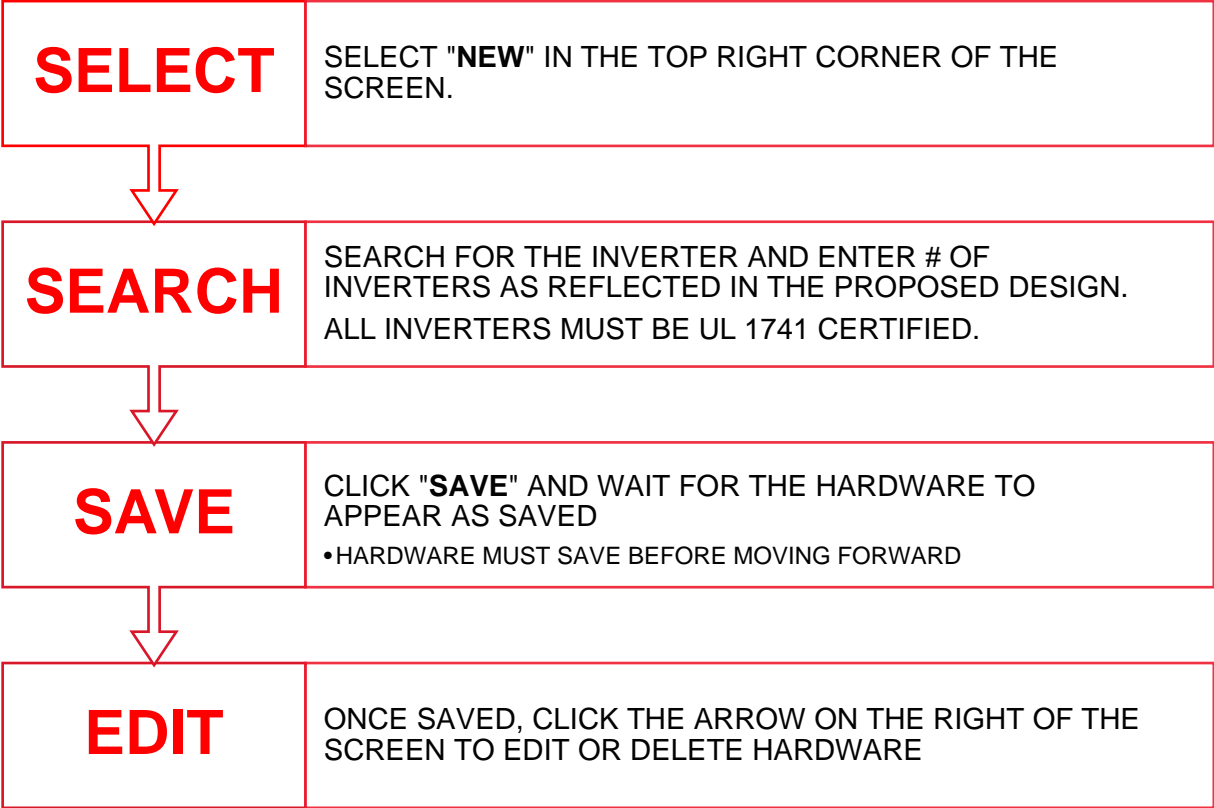 SELECT
SELECT "NEW" IN THE TOP RIGHT CORNER OF THE
SCREEN.
SEARCH
SEARCH FOR THE INVERTER AND ENTER # OF
INVERTERS AS REFLECTED IN THE PROPOSED DESIGN.
ALL INVERTERS MUST BE UL 1741 CERTIFIED.
SAVE
CLICK "SAVE" AND WAIT FOR THE HARDWARE TO
APPEAR AS SAVED
•HARDWARE MUST SAVE BEFORE MOVING FORWARD
EDIT
ONCE SAVED, CLICK THE ARROW ON THE RIGHT OF THE
SCREEN TO EDIT OR DELETE HARDWARE